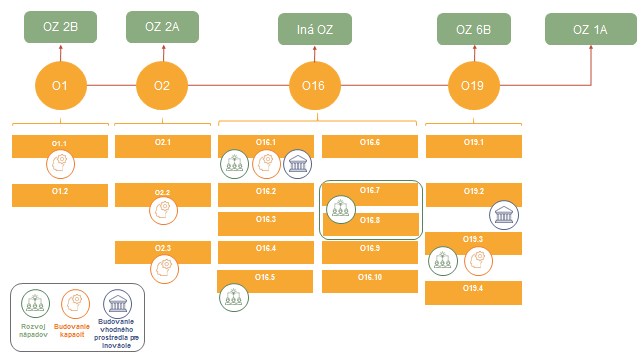 OZ 2B
OZ 2A
Iná OZ
OZ 6B
OZ 1A
O1
O2
O16
O19
O1.1
O1.2
O2.1
O2.2
O2.3
O16.1
O16.2
O16.3
O16.4
O16.5
O16.6
O16.7
O16.8
O16.9
O16.10
O19.1
O19.2
O19.3
O19.4
Rozvoj
nápadov
Budovanie
kapacít
Budovanie
vhodného
prostredia pre
inovácie